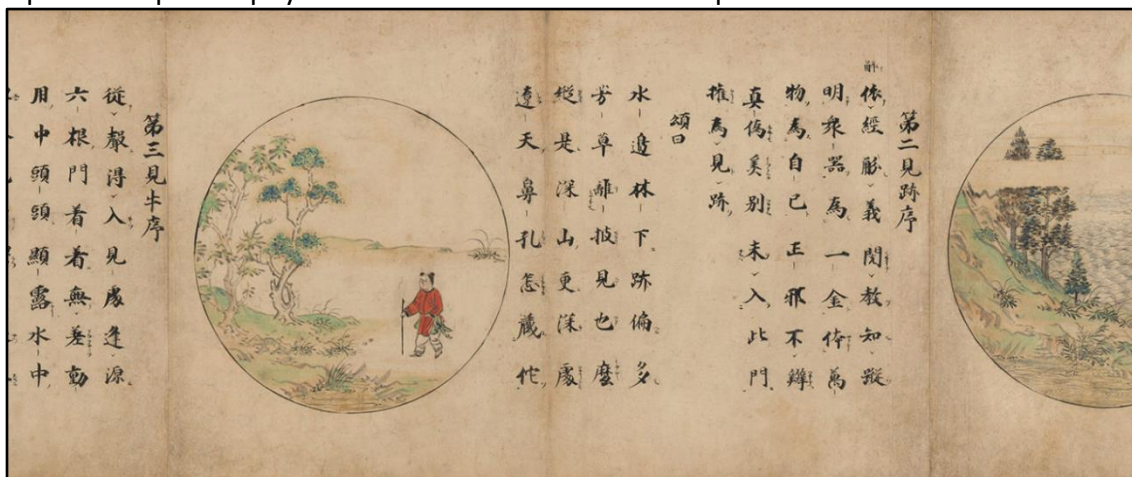 第二見跡序
依經解義閲教知蹤
明衆器為一金体萬
物為自己正邪不辨
真偽奚別未入此門
権為見跡
頌曰
水邊林下跡偏多
芳草離披見也麼
縱是深山更深處
遼天鼻孔怎蔵他
第三見牛序
從聲得入見處逢源
六根門着着無差動
用中頭頭顯露水中